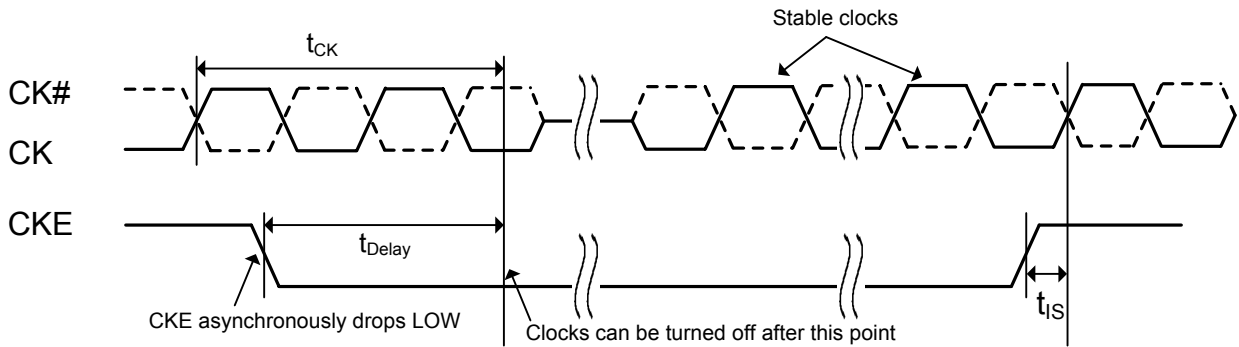 Stable clocks
tCK
CK#
CK
CKE
tDelay
tIS
CKE asynchronously drops LOW
Clocks can be turned off after this point